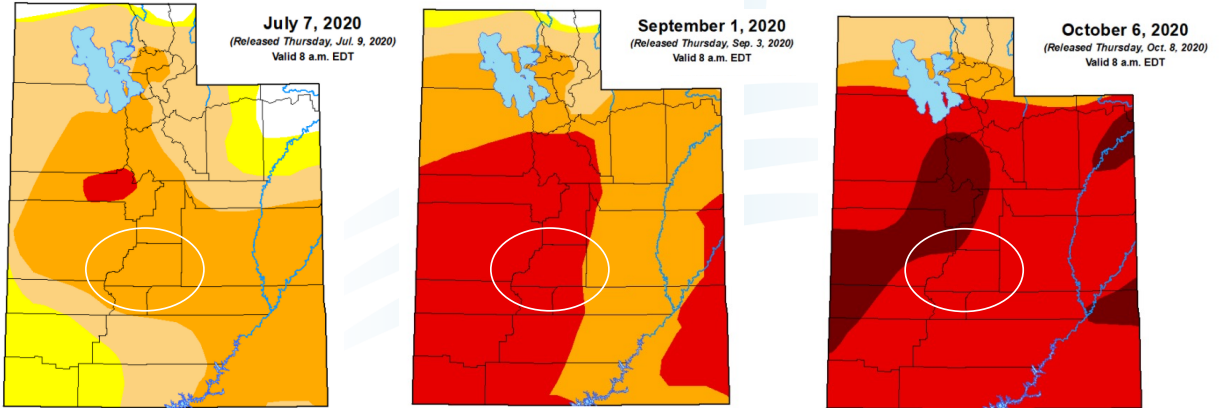 July 7, 2020
(Released Thursday, Jul. 9, 2020)
Valid 8 a.m. EDT
September 1, 2020
(Released Thursday, Sep. 3, 2020)
Valid 8 a.m. EDT
October 6, 2020
(Released Thursday, Oct. 8, 2020)
Valid 8 a.m. EDT